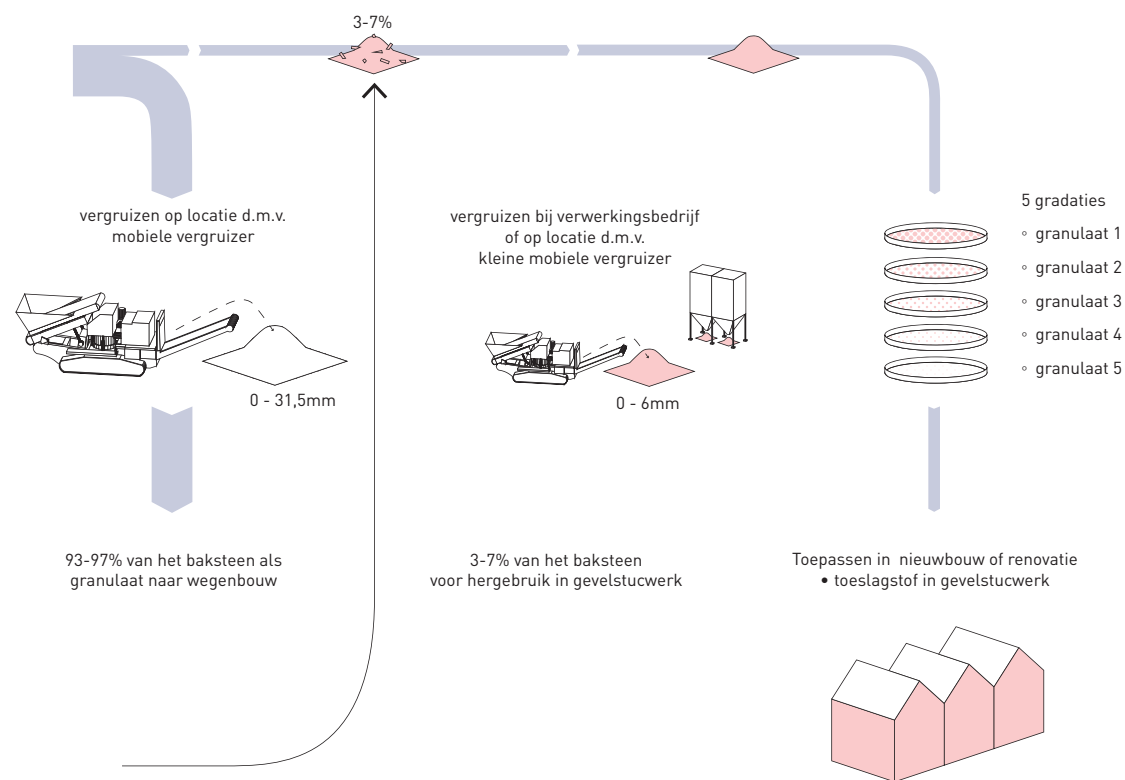 3-7%
vergruizen op locatie d.m.v.
mobiele vergruizer
0 - 31,5mm
93-97% van het baksteen als
granulaat naar wegenbouw
vergruizen bij verwerkingsbedrijf
of op locatie d.m.v.
kleine mobiele vergruizer
0 - 6mm
3-7% van het baksteen
voor hergebruik in gevelstucwerk
5 gradaties
◦ granulaat 1
◦ granulaat 2
◦ granulaat 3
◦ granulaat 4
◦ granulaat 5
Toepassen in nieuwbouw of renovatie
• toeslagstof in gevelstucwerk